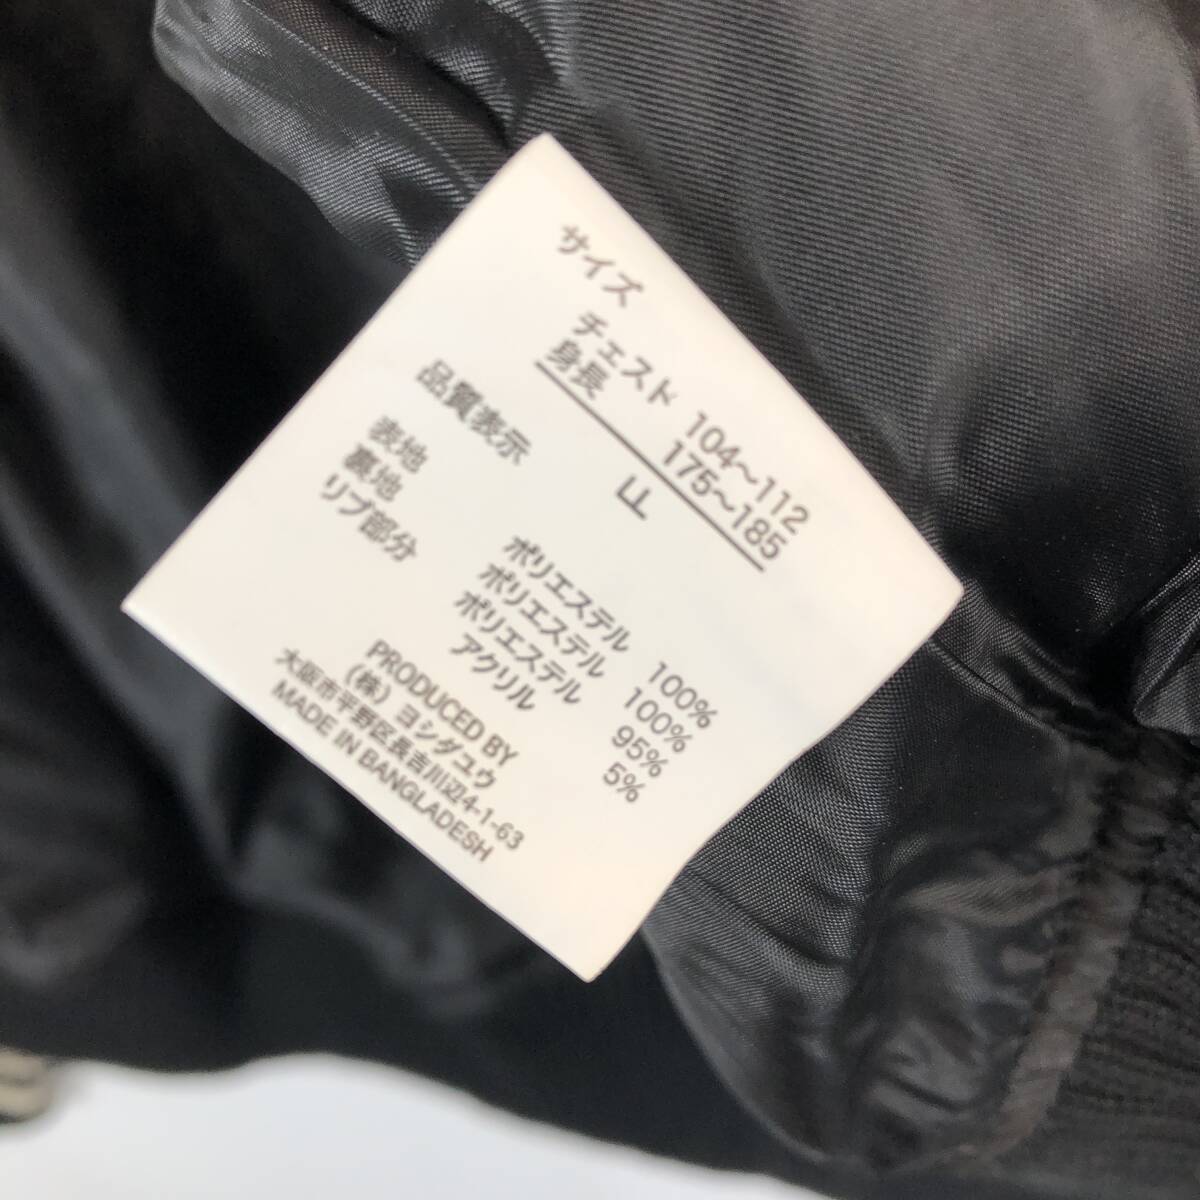 サイズ
チェスト 104～112
身長 175～185
LL
品質表示
表地 ポリエステル 100%
裏地 ポリエステル 100%
リブ部分 ポリエステル 95%
アクリル 5%
PRODUCED BY
(株) ヨシダユウ
大阪市平野区長吉川辺4-1-63
MADE IN BANGLADESH